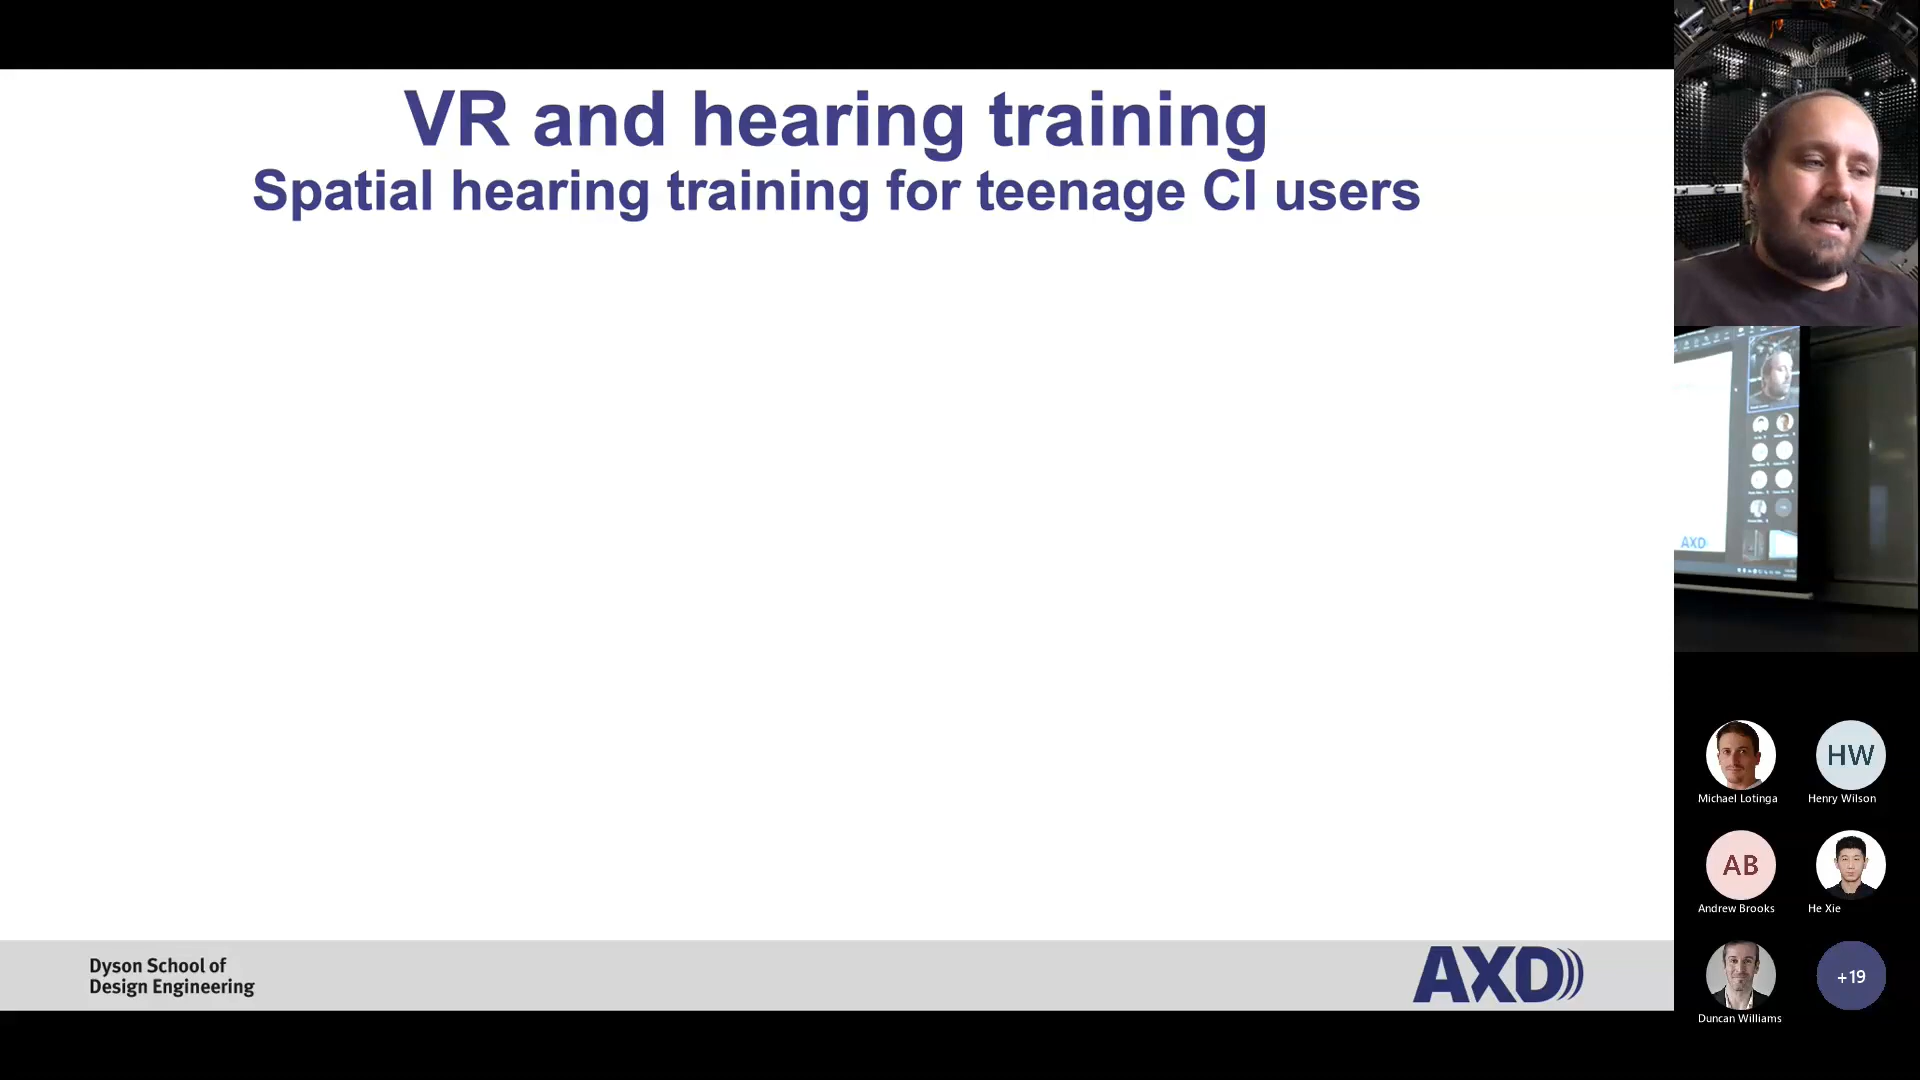 VR and hearing training
Spatial hearing training for teenage CI users
Dyson School of
Design Engineering
AXD
AXD
HW
Michael Lotinga
Henry Wilson
AB
Andrew Brooks
He Xie
+19
Duncan Williams